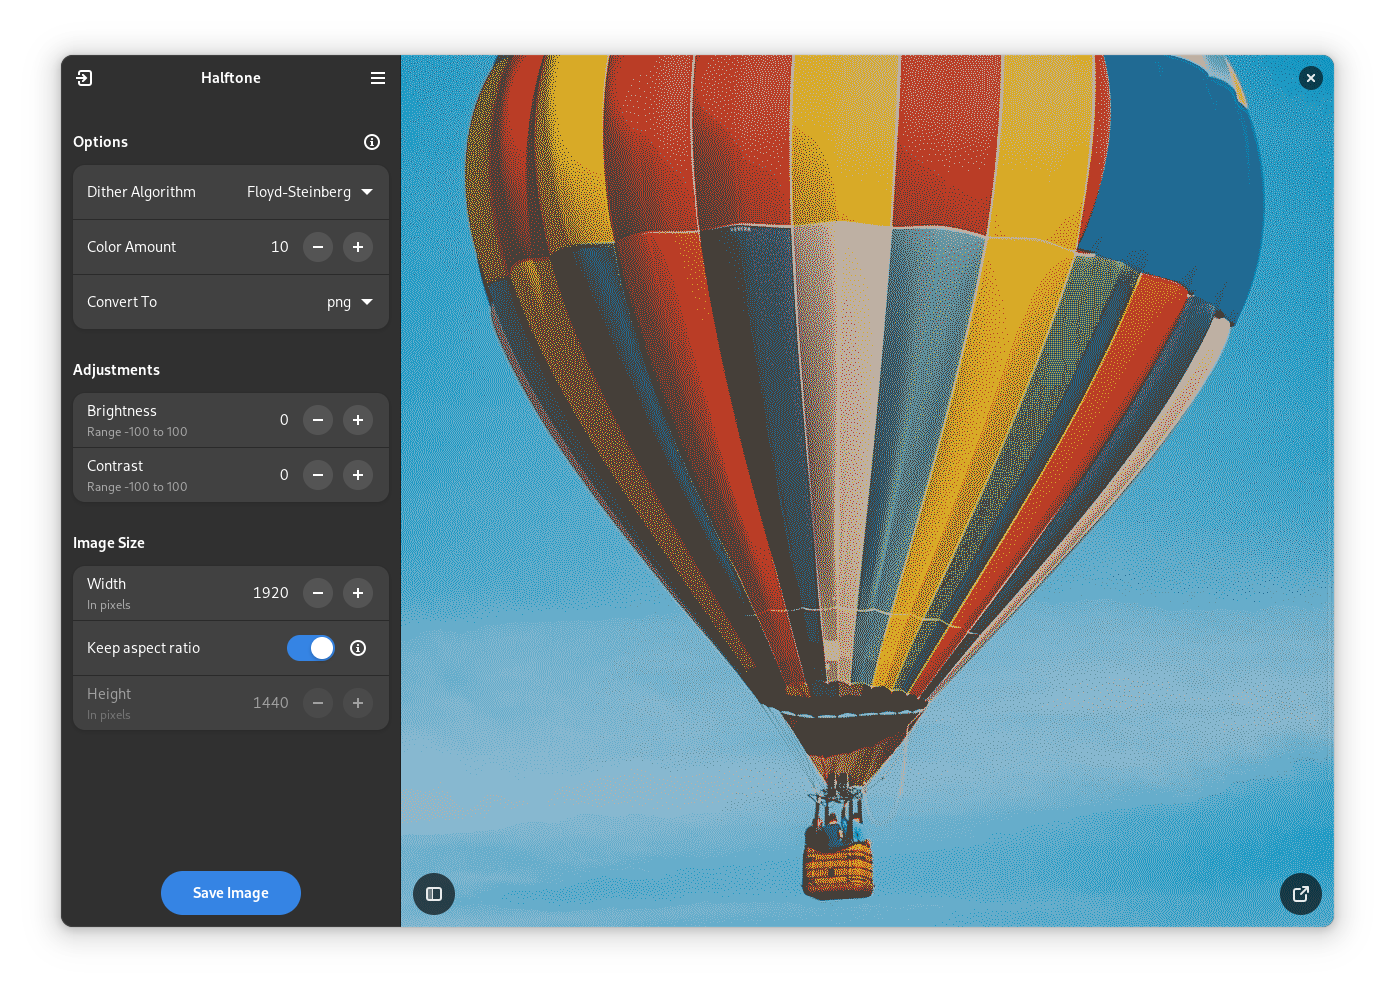 Halftone
Options
Dither Algorithm Floyd-Steinberg
Color Amount 10
Convert To png
Adjustments
Brightness 0
Range -100 to 100
Contrast 0
Range -100 to 100
Image Size
Width 1920
In pixels
Keep aspect ratio
Height 1440
In pixels
Save Image